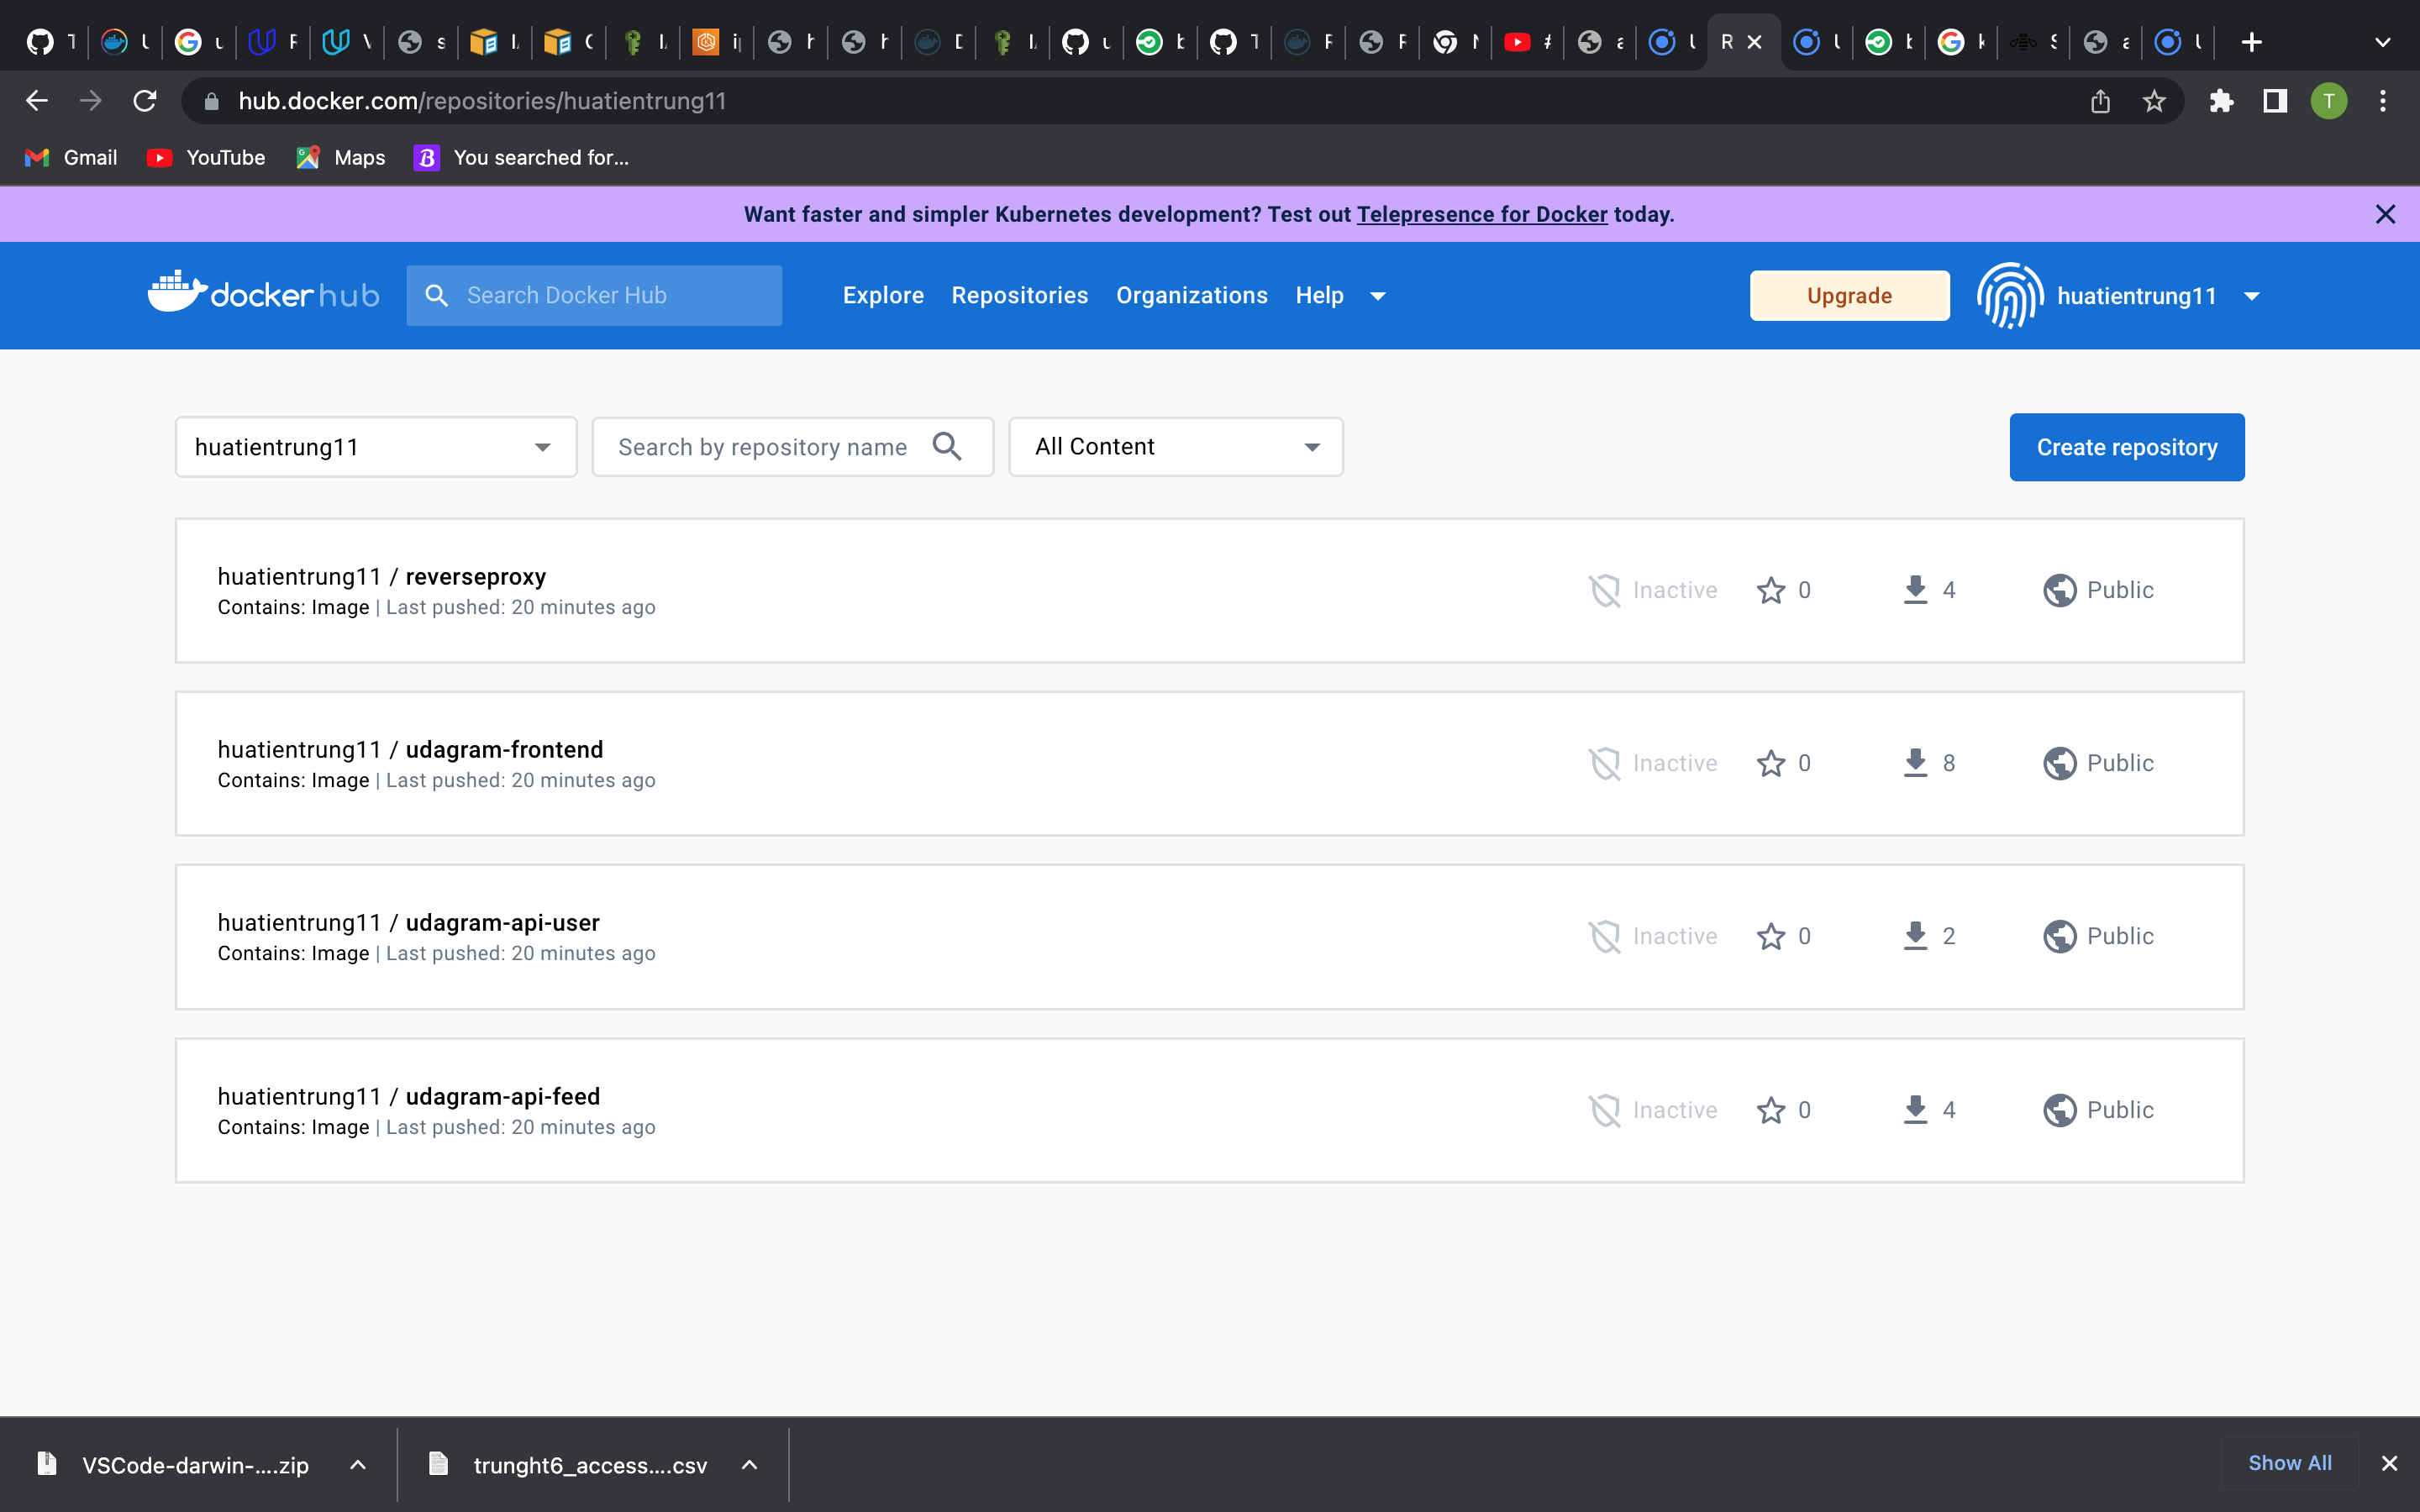 hub.docker.com/repositories/huatientrung11
T
Gmail YouTube Maps B You searched for...
Want faster and simpler Kubernetes development? Test out Telepresence for Docker today.
docker hub
Search Docker Hub
Explore Repositories Organizations Help
Upgrade
huatientrung11
huatientrung11
Search by repository name
All Content
Create repository
huatientrung11 / reverseproxy
Contains: Image | Last pushed: 20 minutes ago
Inactive 0 4 Public
huatientrung11 / udagram-frontend
Contains: Image | Last pushed: 20 minutes ago
Inactive 0 8 Public
huatientrung11 / udagram-api-user
Contains: Image | Last pushed: 20 minutes ago
Inactive 0 2 Public
huatientrung11 / udagram-api-feed
Contains: Image | Last pushed: 20 minutes ago
Inactive 0 4 Public
VSCode-darwin-....zip
trunght6_access....csv
Show All